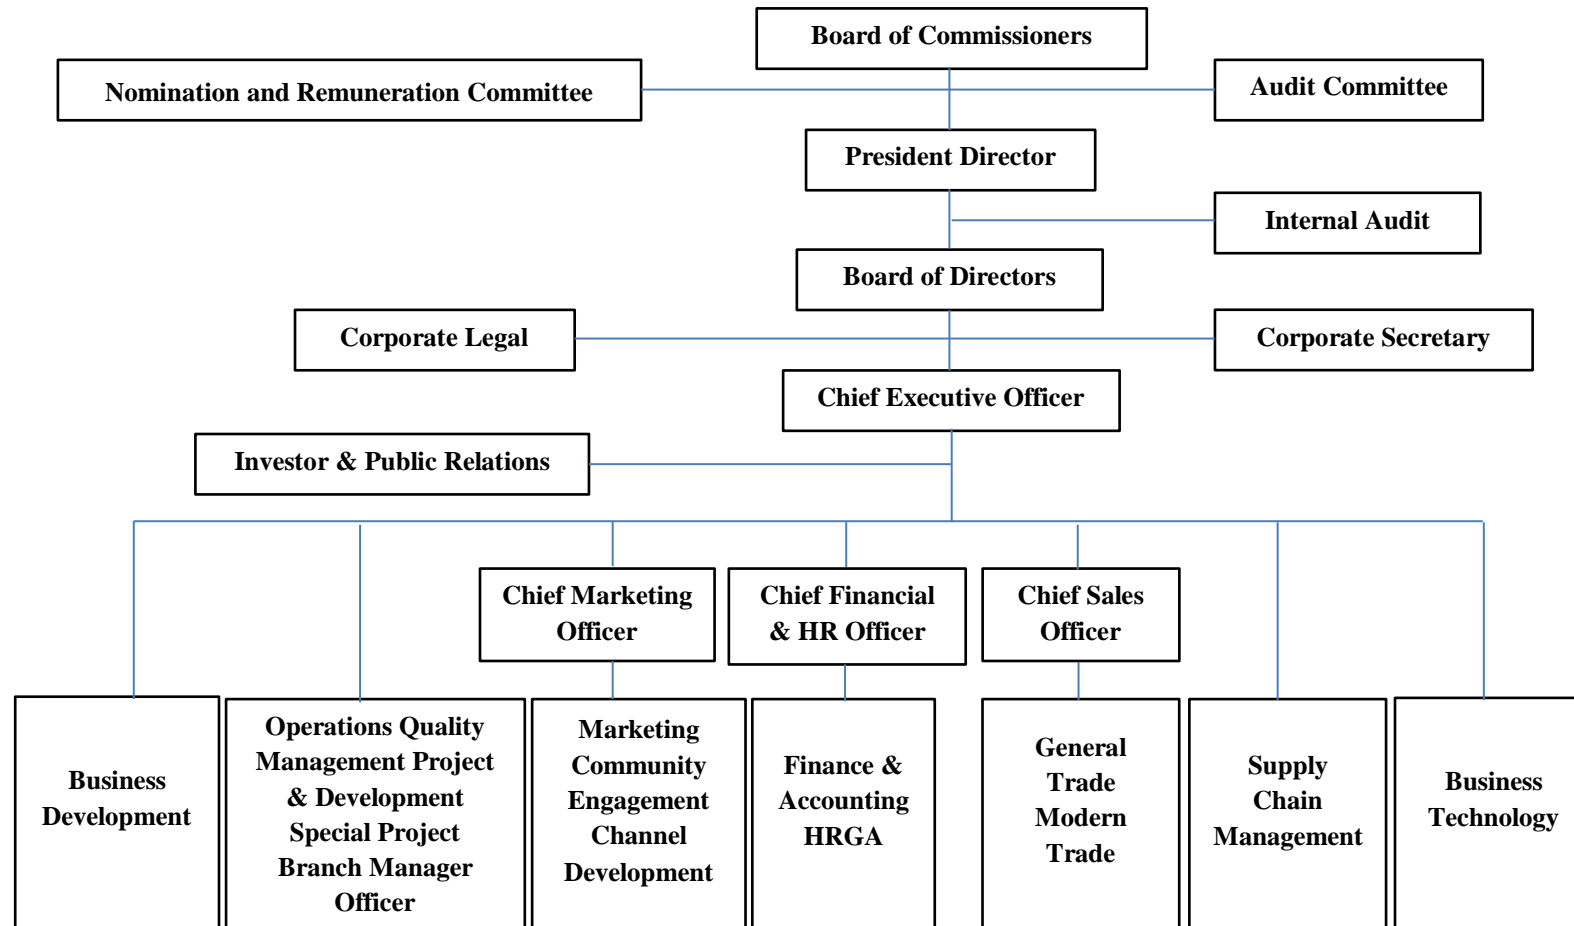 Board of Commissioners
Nomination and Remuneration Committee
Audit Committee
President Director
Internal Audit
Board of Directors
Corporate Legal
Corporate Secretary
Chief Executive Officer
Investor & Public Relations
Chief Marketing
Officer
Chief Financial
& HR Officer
Chief Sales
Officer
Business
Development
Operations Quality
Management Project
& Development
Special Project
Branch Manager
Officer
Marketing
Community
Engagement
Channel
Development
Finance &
Accounting
HRGA
General
Trade
Modern
Trade
Supply
Chain
Management
Business
Technology